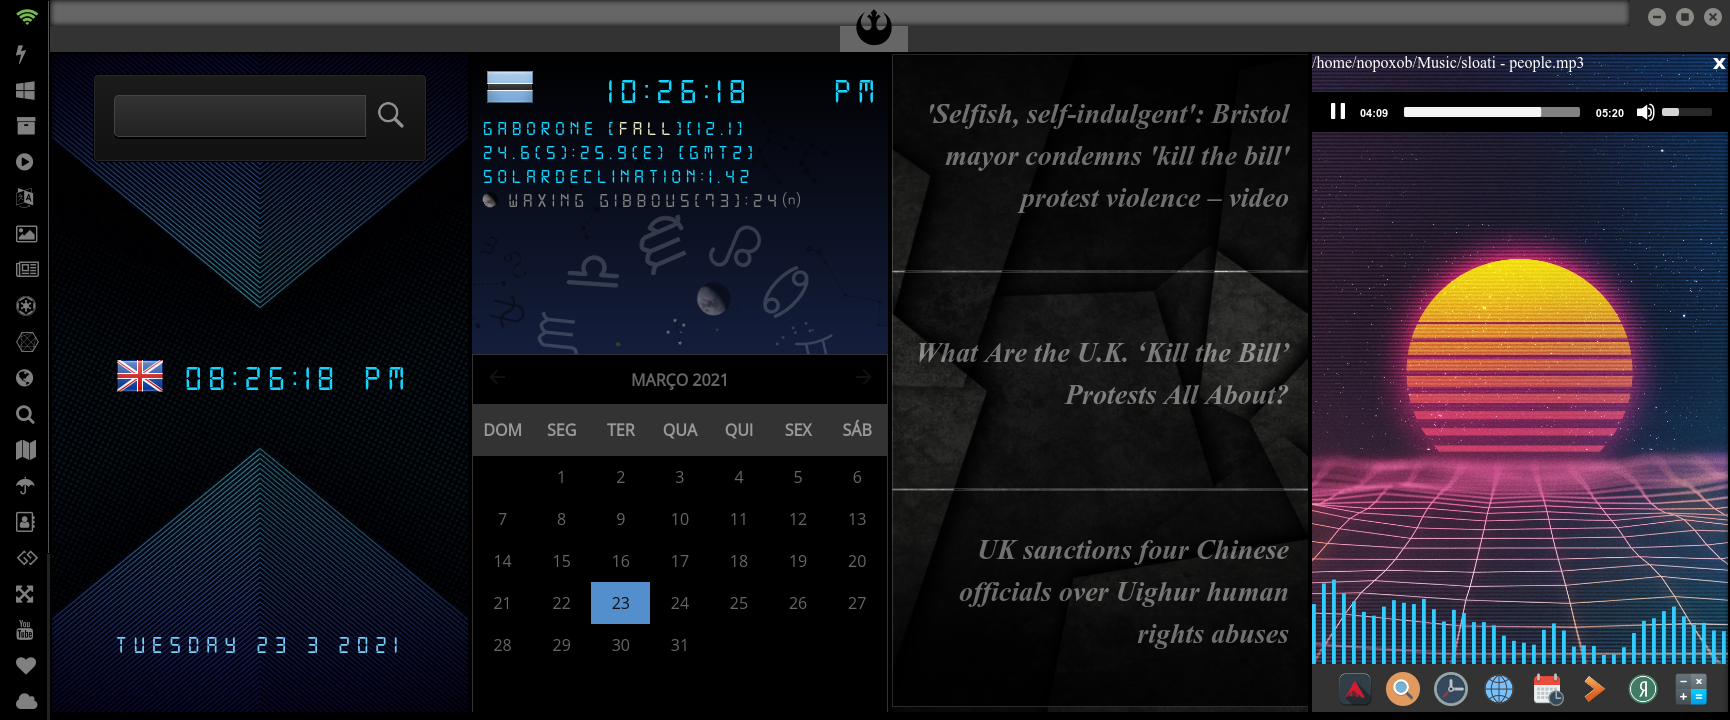 08:26:18 PM
TUESDAY 23 3 2021
10:26:18 PM
GABORONE (FALL)(12.1)
24.6(S):25.9(E) (GMT2)
SOLARDECLINATION:1.42
WAXING GIBBOUS(73):24(n)
MARÇO 2021
DOM SEG TER QUA QUI SEX SÁB
1 2 3 4 5 6
7 8 9 10 11 12 13
14 15 16 17 18 19 20
21 22 23 24 25 26 27
28 29 30 31
'Selfish, self-indulgent': Bristol
mayor condemns 'kill the bill'
protest violence – video
What Are the U.K. ‘Kill the Bill’
Protests All About?
UK sanctions four Chinese
officials over Uighur human
rights abuses
/home/nopoxob/Music/sloati - people.mp3
x
04:09 05:20
You
Tube
Я